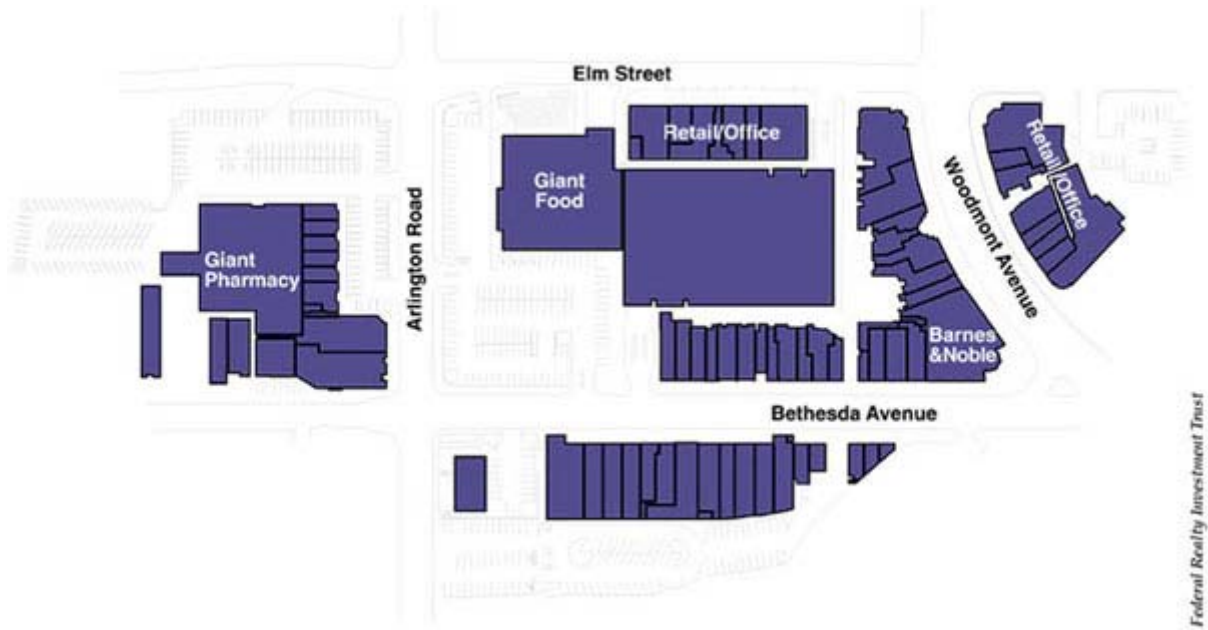 Elm Street
Retail/Office
Giant
Food
Giant
Pharmacy
Arlington Road
Woodmont Avenue
Retail/Office
Barnes
&Noble
Bethesda Avenue
Federal Realty Investment Trust